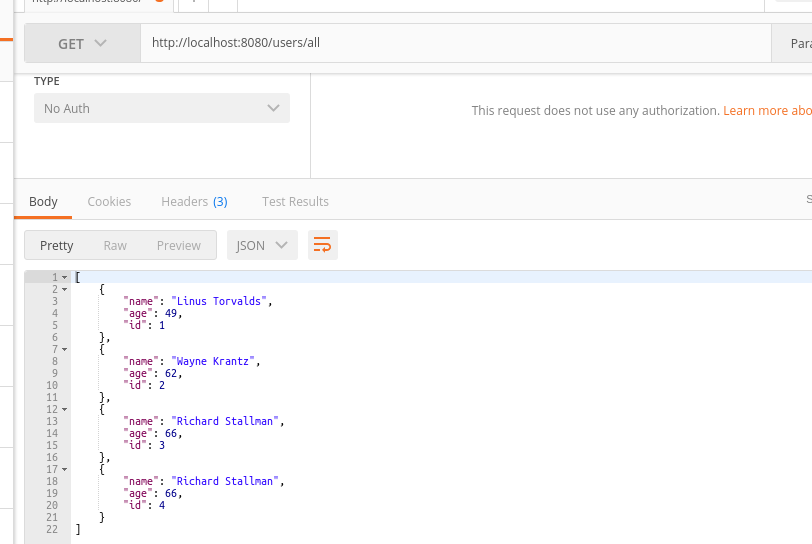 http://localhost:8080/
GET
http://localhost:8080/users/all
TYPE
No Auth
This request does not use any authorization. Learn more
Body Cookies Headers (3) Test Results
Pretty Raw Preview JSON
1 [
2 {
3 "name": "Linus Torvalds",
4 "age": 49,
5 "id": 1
6 },
7 {
8 "name": "Wayne Krantz",
9 "age": 62,
10 "id": 2
11 },
12 {
13 "name": "Richard Stallman",
14 "age": 66,
15 "id": 3
16 },
17 {
18 "name": "Richard Stallman",
19 "age": 66,
20 "id": 4
21 }
22 ]